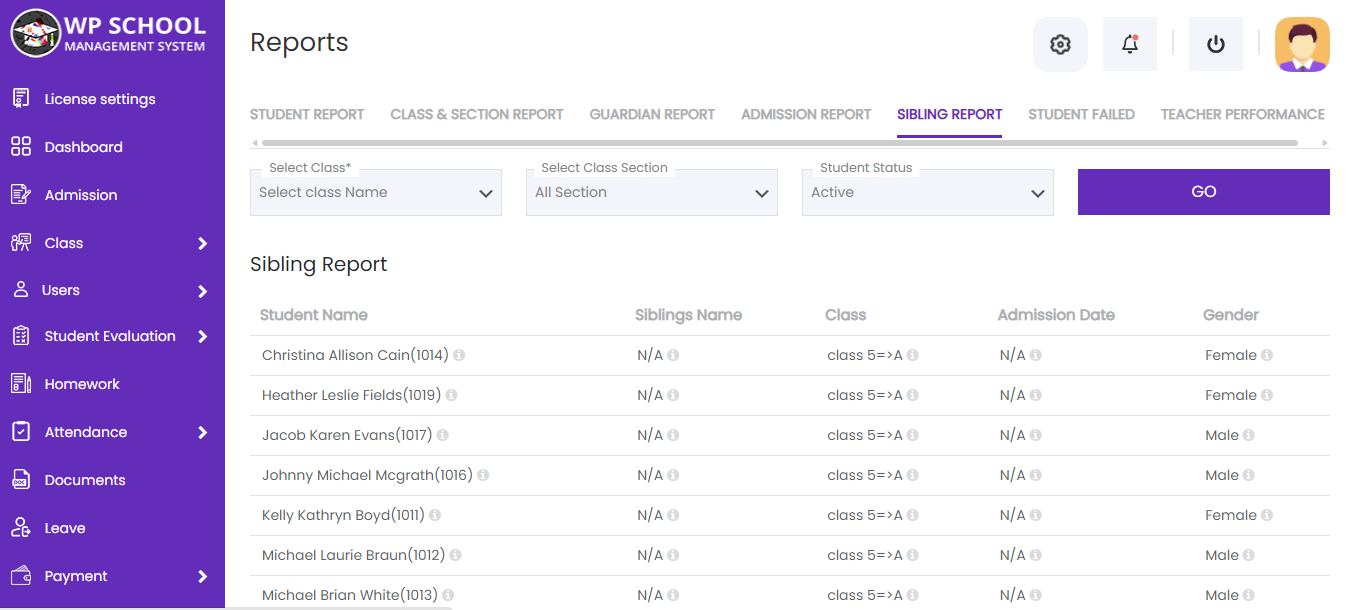 WP SCHOOL
MANAGEMENT SYSTEM
License settings
Dashboard
Admission
Class
Users
Student Evaluation
Homework
Attendance
Documents
Leave
Payment
Reports
STUDENT REPORT CLASS & SECTION REPORT GUARDIAN REPORT ADMISSION REPORT SIBLING REPORT STUDENT FAILED TEACHER PERFORMANCE
Select Class* Select Class Section Student Status
Select class Name All Section Active GO
Sibling Report
Student Name Siblings Name Class Admission Date Gender
Christina Allison Cain(1014) N/A class 5=>A N/A Female
Heather Leslie Fields(1019) N/A class 5=>A N/A Female
Jacob Karen Evans(1017) N/A class 5=>A N/A Male
Johnny Michael Mcgrath(1016) N/A class 5=>A N/A Male
Kelly Kathryn Boyd(1011) N/A class 5=>A N/A Female
Michael Laurie Braun(1012) N/A class 5=>A N/A Male
Michael Brian White(1013) N/A class 5=>A N/A Male